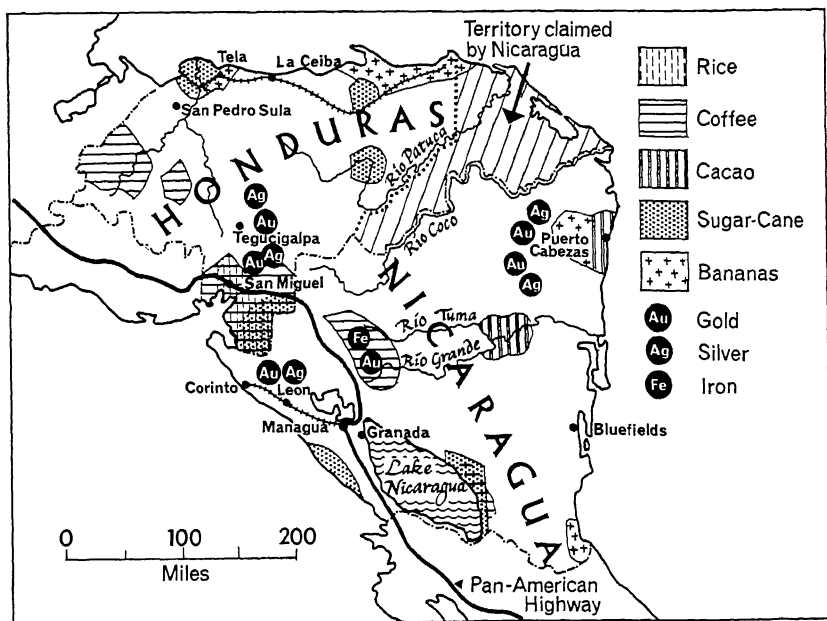 Territory claimed
by Nicaragua
Tela
La Ceiba
San Pedro Sula
HONDURAS
Río Patuca
Río Coco
Ag
Au
Tegucigalpa
Au
Ag
San Miguel
Ag
Au
Puerto
Cabezas
Au
Ag
NICARAGUA
Río Tuma
Fe
Río Grande
Au
Au
Ag
Corinto
Leon
Managua
Granada
Bluefields
Lake
Nicaragua
Rice
Coffee
Cacao
Sugar-Cane
Bananas
Au
Gold
Ag
Silver
Fe
Iron
0
100
200
Miles
Pan-American
Highway